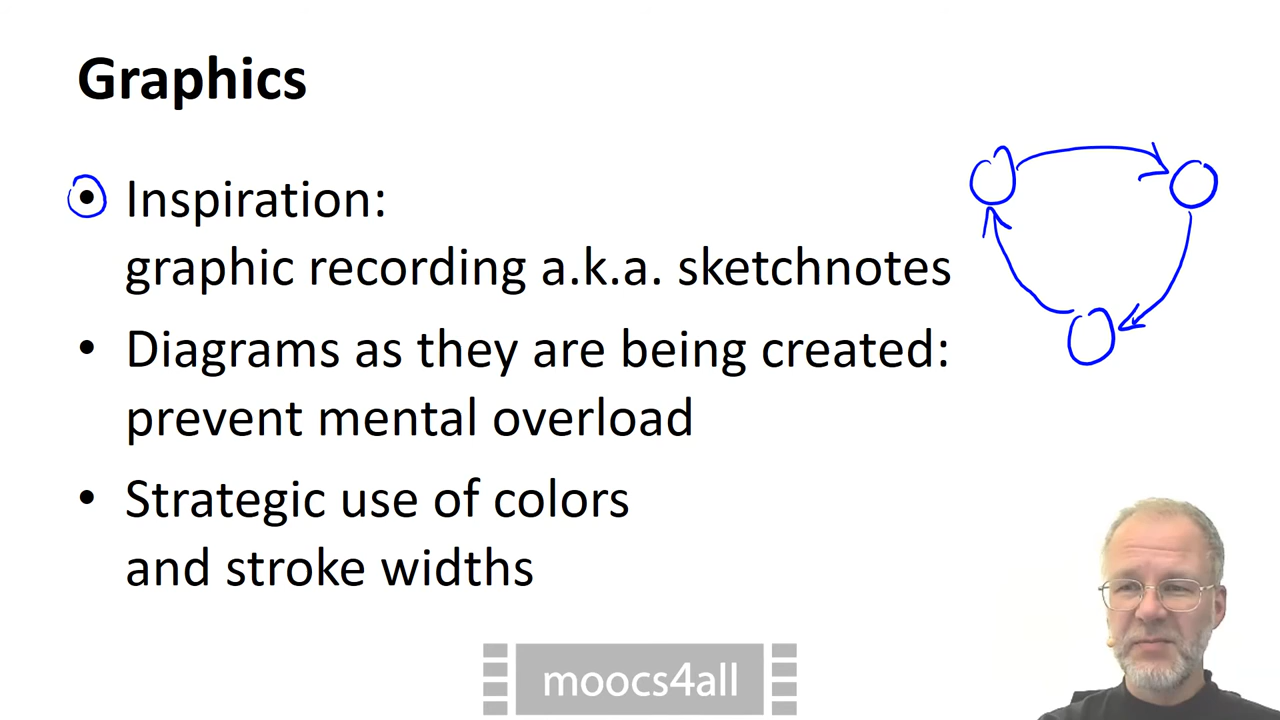 Graphics
• Inspiration:
graphic recording a.k.a. sketchnotes
• Diagrams as they are being created:
prevent mental overload
• Strategic use of colors
and stroke widths
moocs4all